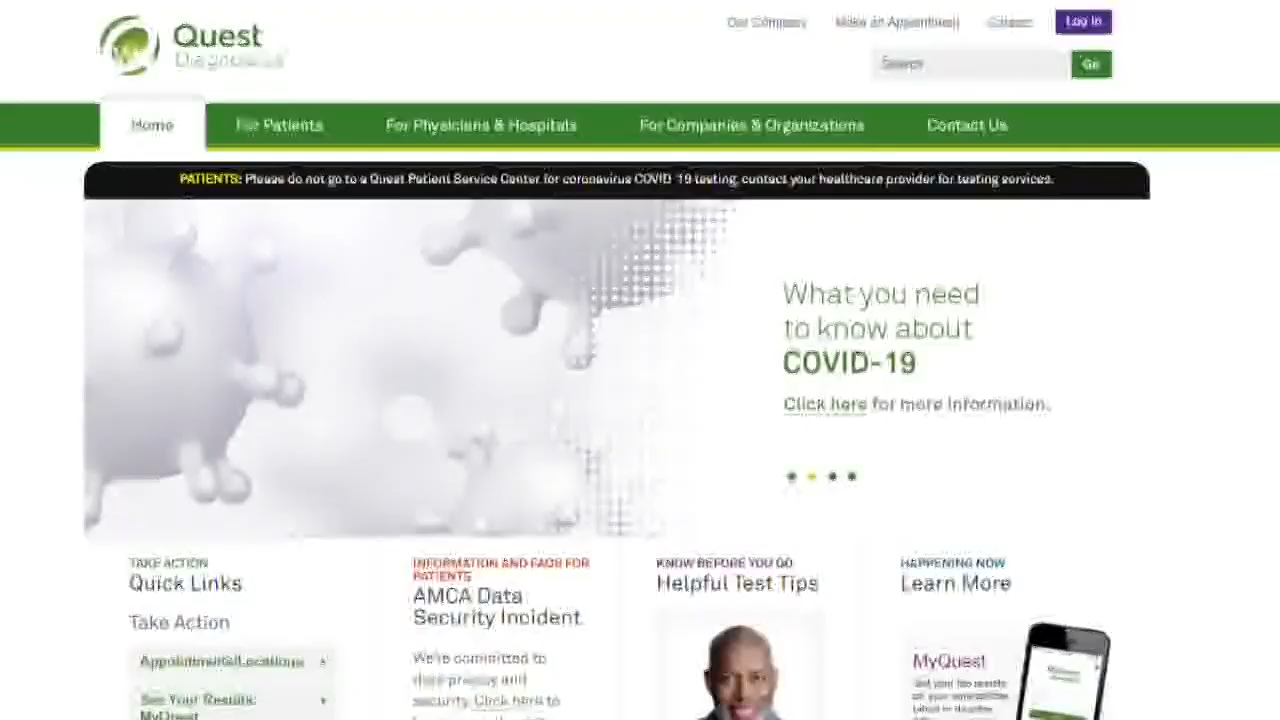 Quest
Diagnostics
Our Company Make an Appointment Log In
Search Go
Home For Patients For Physicians & Hospitals For Companies & Organizations Contact Us
PATIENTS: Please do not go to a Quest Patient Service Center for coronavirus COVID-19 testing; contact your healthcare provider for testing services.
What you need
to know about
COVID-19
Click here for more information.
TAKE ACTION
Quick Links
Take Action
Appointments/Locations
See Your Results:
MyQuest
INFORMATION AND FAQS FOR
PATIENTS
AMCA Data
Security Incident
We're committed to
data privacy and
security. Click here to
KNOW BEFORE YOU GO
Helpful Test Tips
HAPPENING NOW
Learn More
MyQuest
Get your lab results